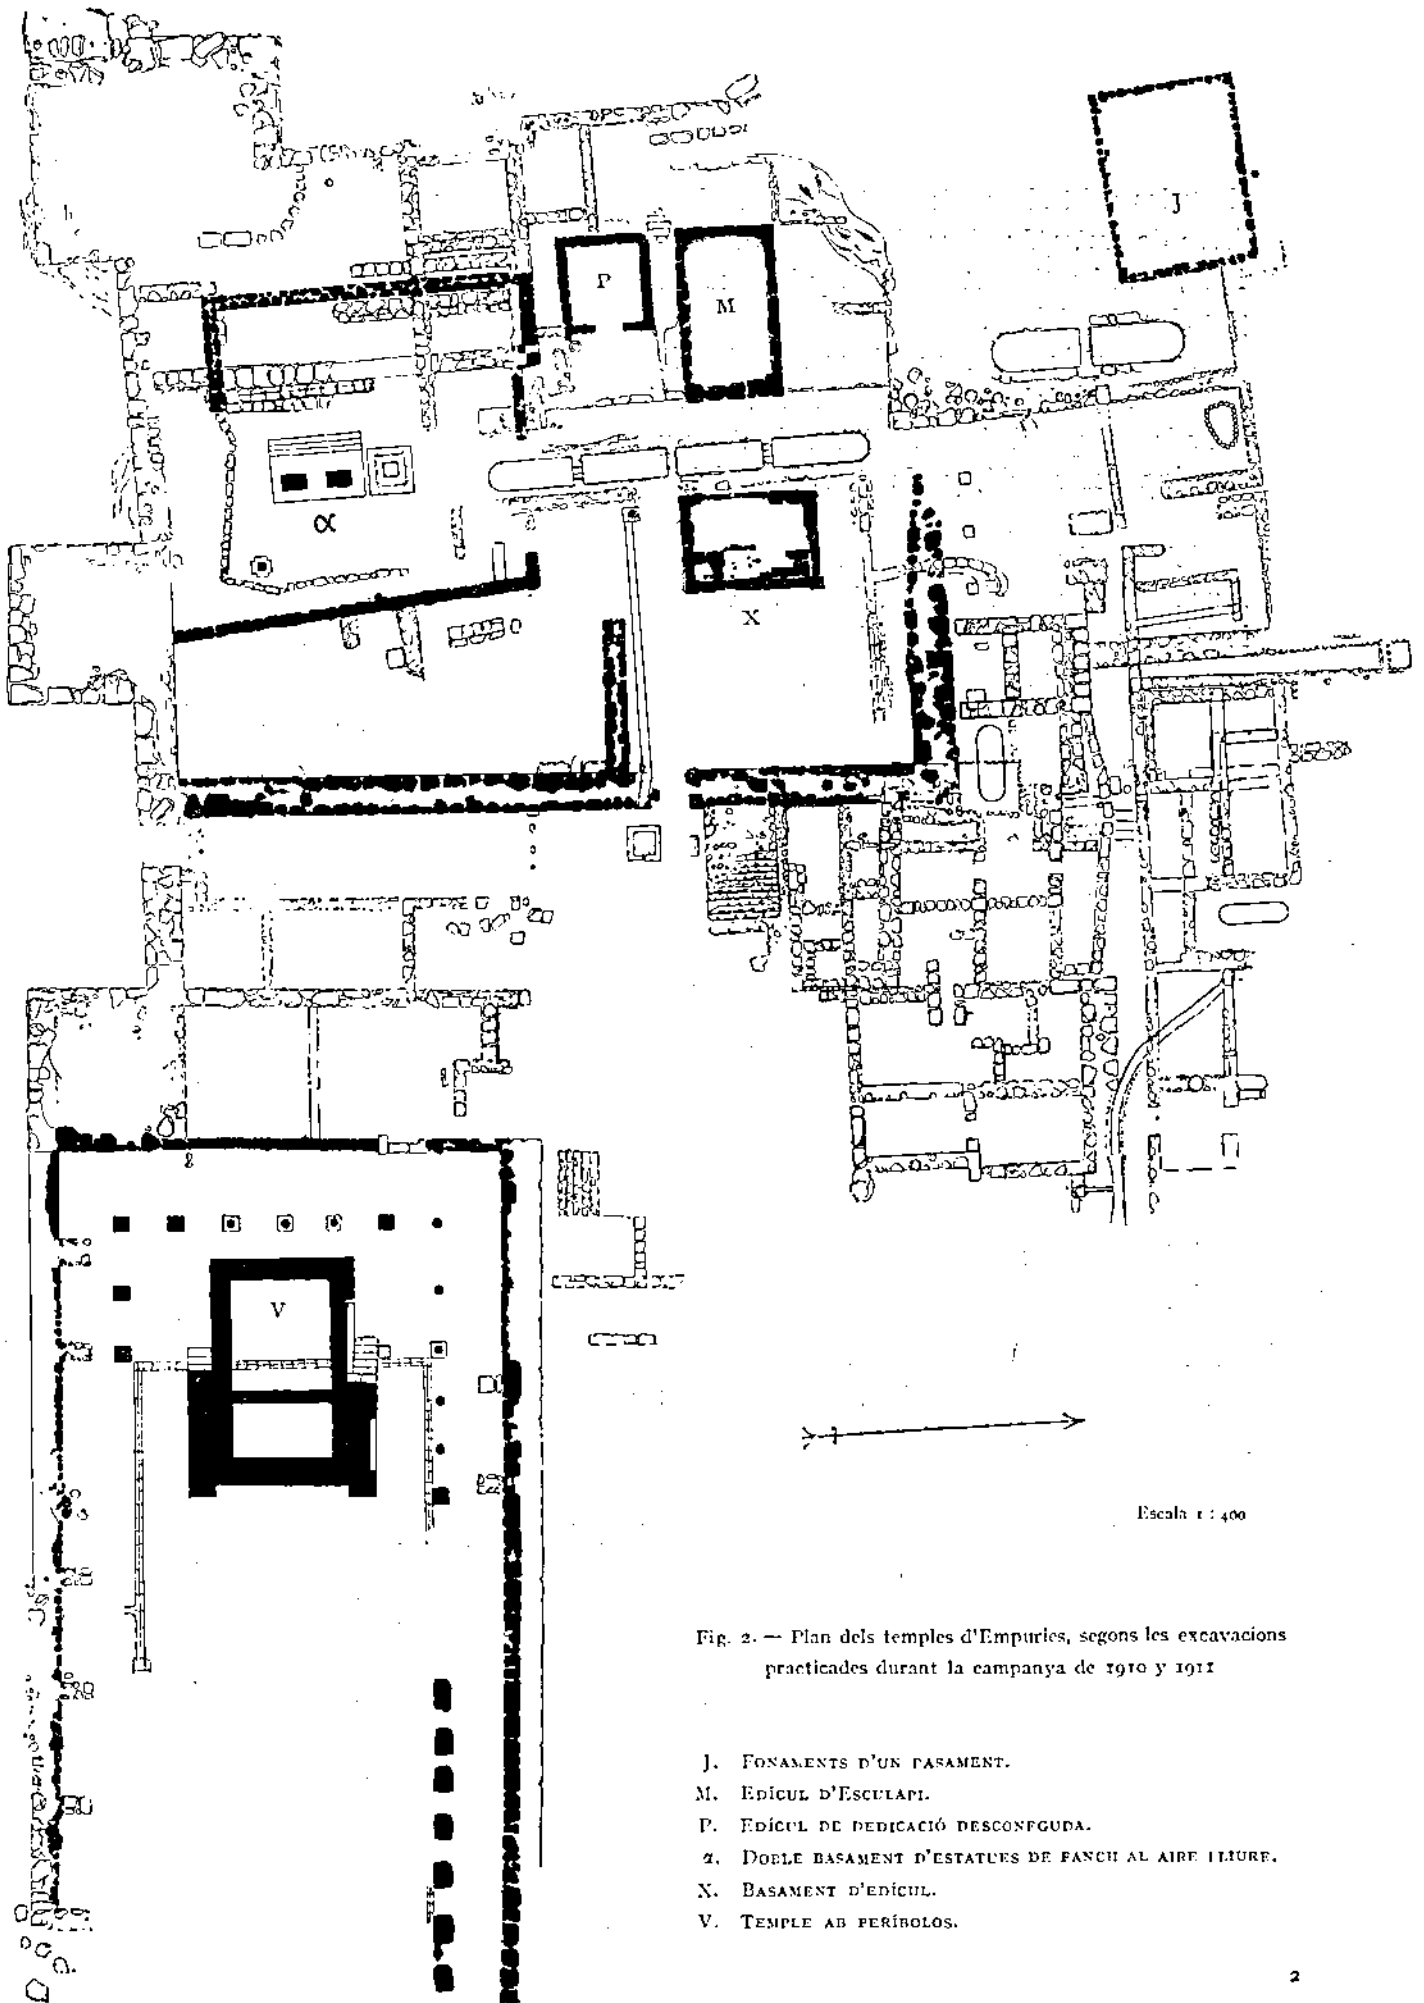 J
P
M
α
X
V
Escala 1 : 400
Fig. 2. — Plan dels temples d'Empuries, segons les excavacions
practicades durant la campanya de 1910 y 1911
J. FONAMENTS D'UN BASAMENT.
M. EDÍCUL D'ESCULAPI.
P. EDÍCUL DE DEDICACIÓ DESCONEGUDA.
α. DOBLE BASAMENT D'ESTATUES DE FANCH AL AIRE LLIURE.
X. BASAMENT D'EDÍCUL.
V. TEMPLE AB PERÍBOLOS.
2